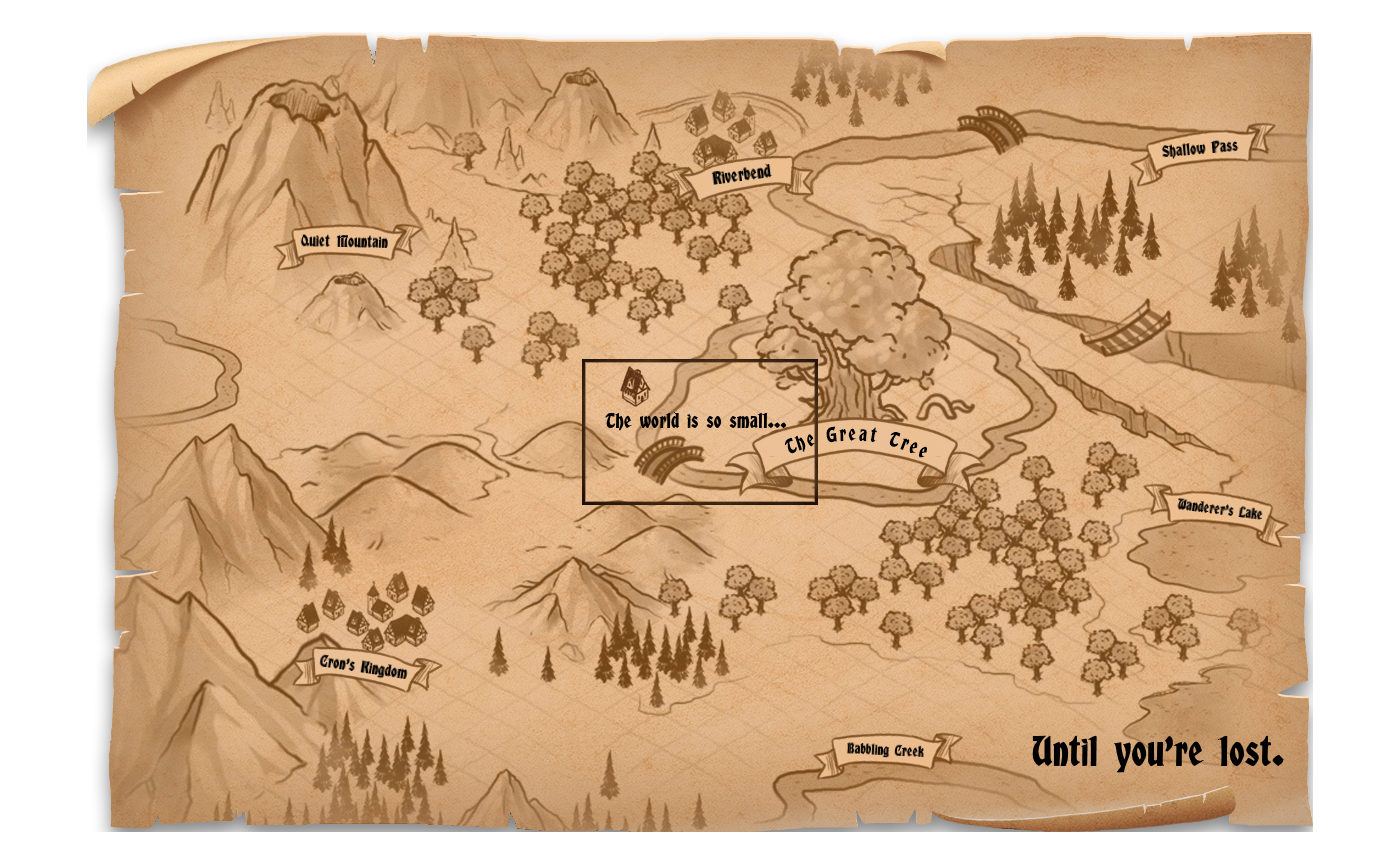 Shallow Pass
Riverbend
Quiet Mountain
The world is so small...
The Great Tree
Wanderer's Lake
Cron's Kingdom
Babbling Creek
Until you're lost.